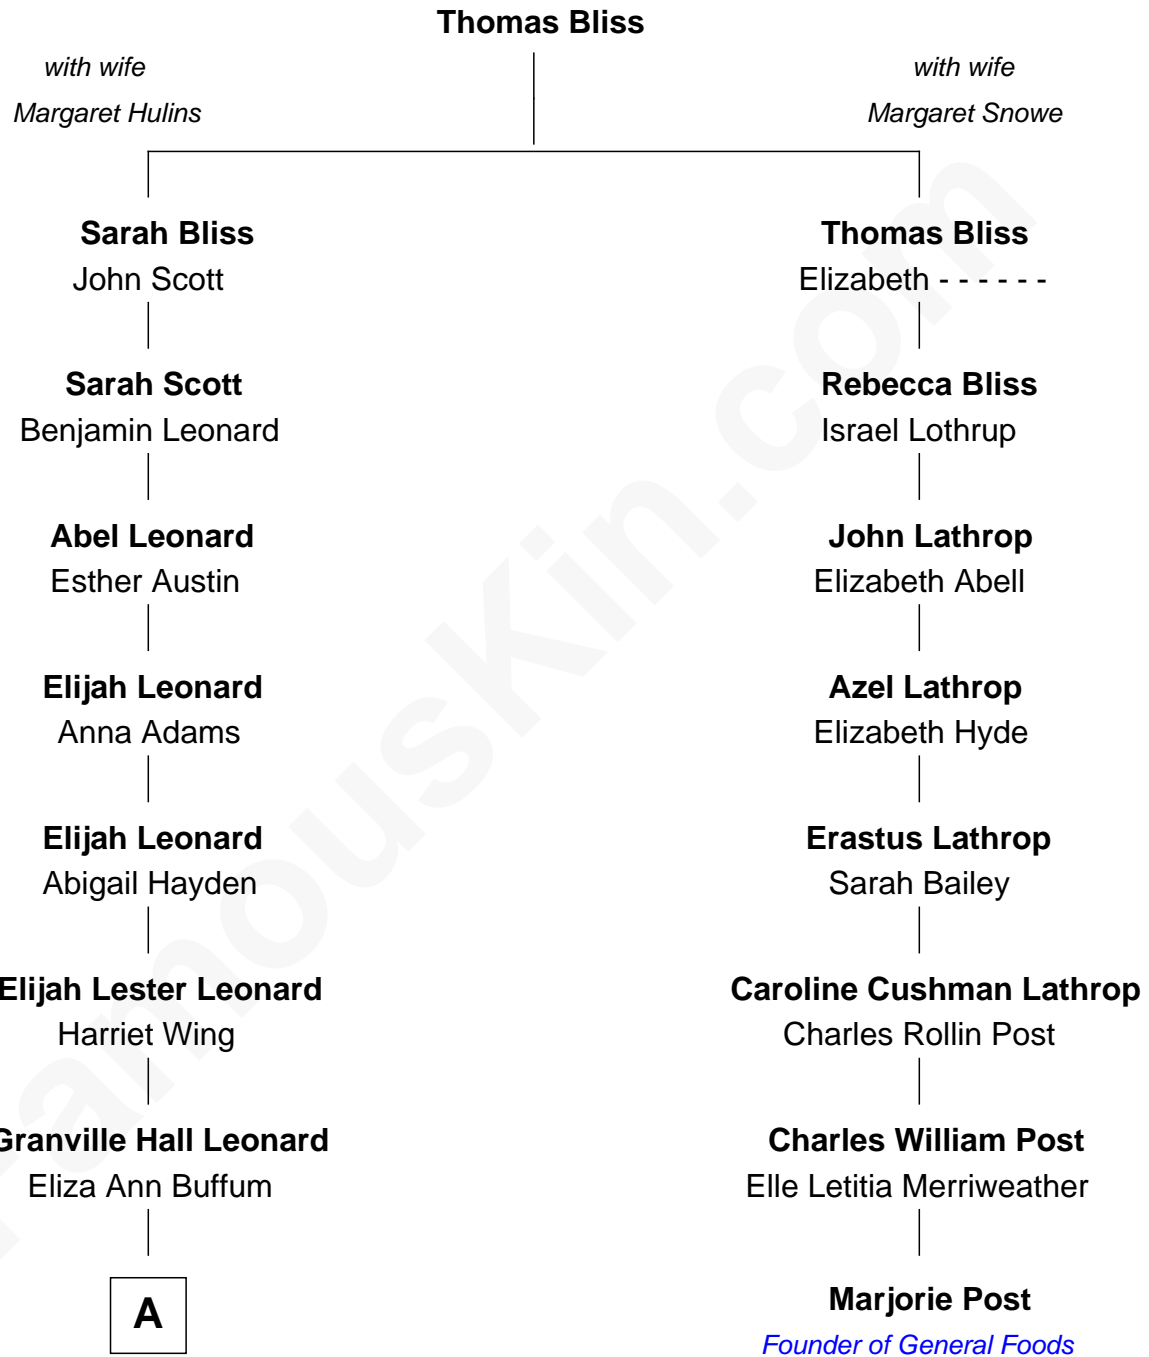 Thomas Bliss
with wife
Margaret Hulins
with wife
Margaret Snowe
Sarah Bliss
John Scott
Thomas Bliss
Elizabeth - - - - - -
Sarah Scott
Benjamin Leonard
Rebecca Bliss
Israel Lothrup
Abel Leonard
Esther Austin
John Lathrop
Elizabeth Abell
Elijah Leonard
Anna Adams
Azel Lathrop
Elizabeth Hyde
Elijah Leonard
Abigail Hayden
Erastus Lathrop
Sarah Bailey
Elijah Lester Leonard
Harriet Wing
Caroline Cushman Lathrop
Charles Rollin Post
Granville Hall Leonard
Eliza Ann Buffum
Charles William Post
Elle Letitia Merriweather
A
Marjorie Post
Founder of General Foods
FamousKin.com